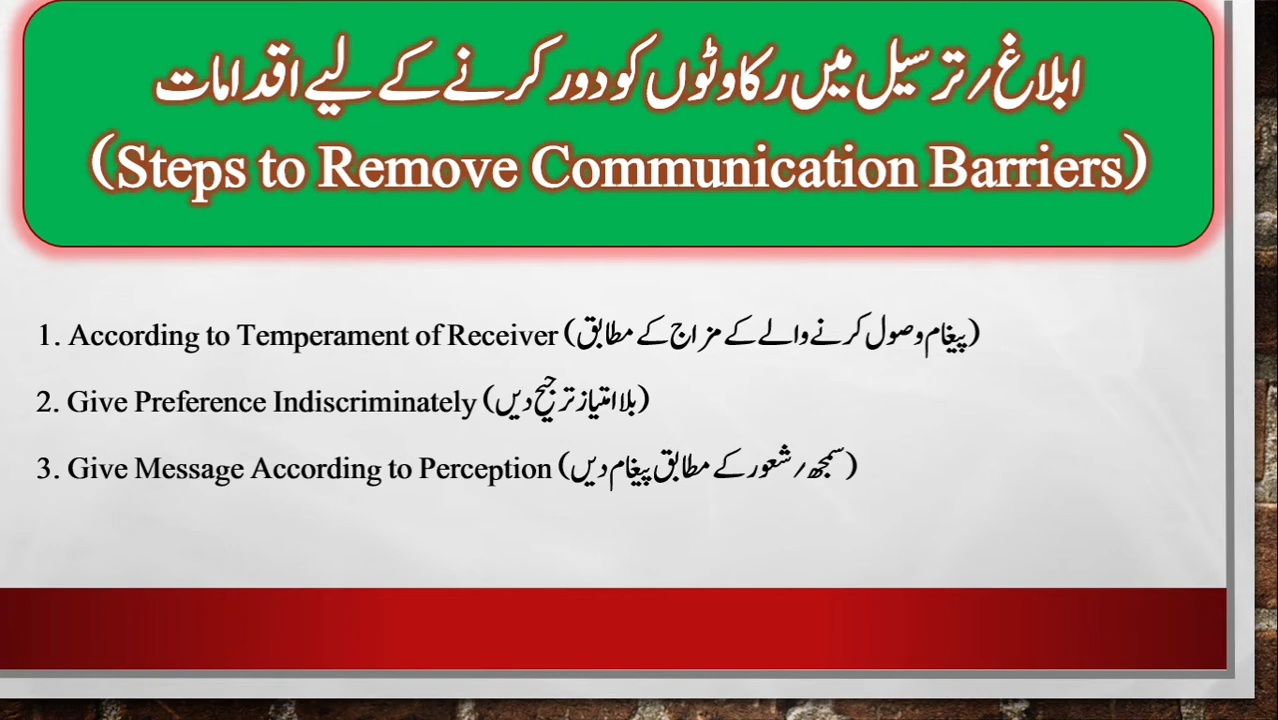 ابلاغ/ترسیل میں رکاوٹوں کو دور کرنے کے لیے اقدامات
(Steps to Remove Communication Barriers)
1. According to Temperament of Receiver (پیغام وصول کرنے والے کے مزاج کے مطابق)
2. Give Preference Indiscriminately (بلا امتیاز ترجیح دیں)
3. Give Message According to Perception (سمجھ/شعور کے مطابق پیغام دیں)